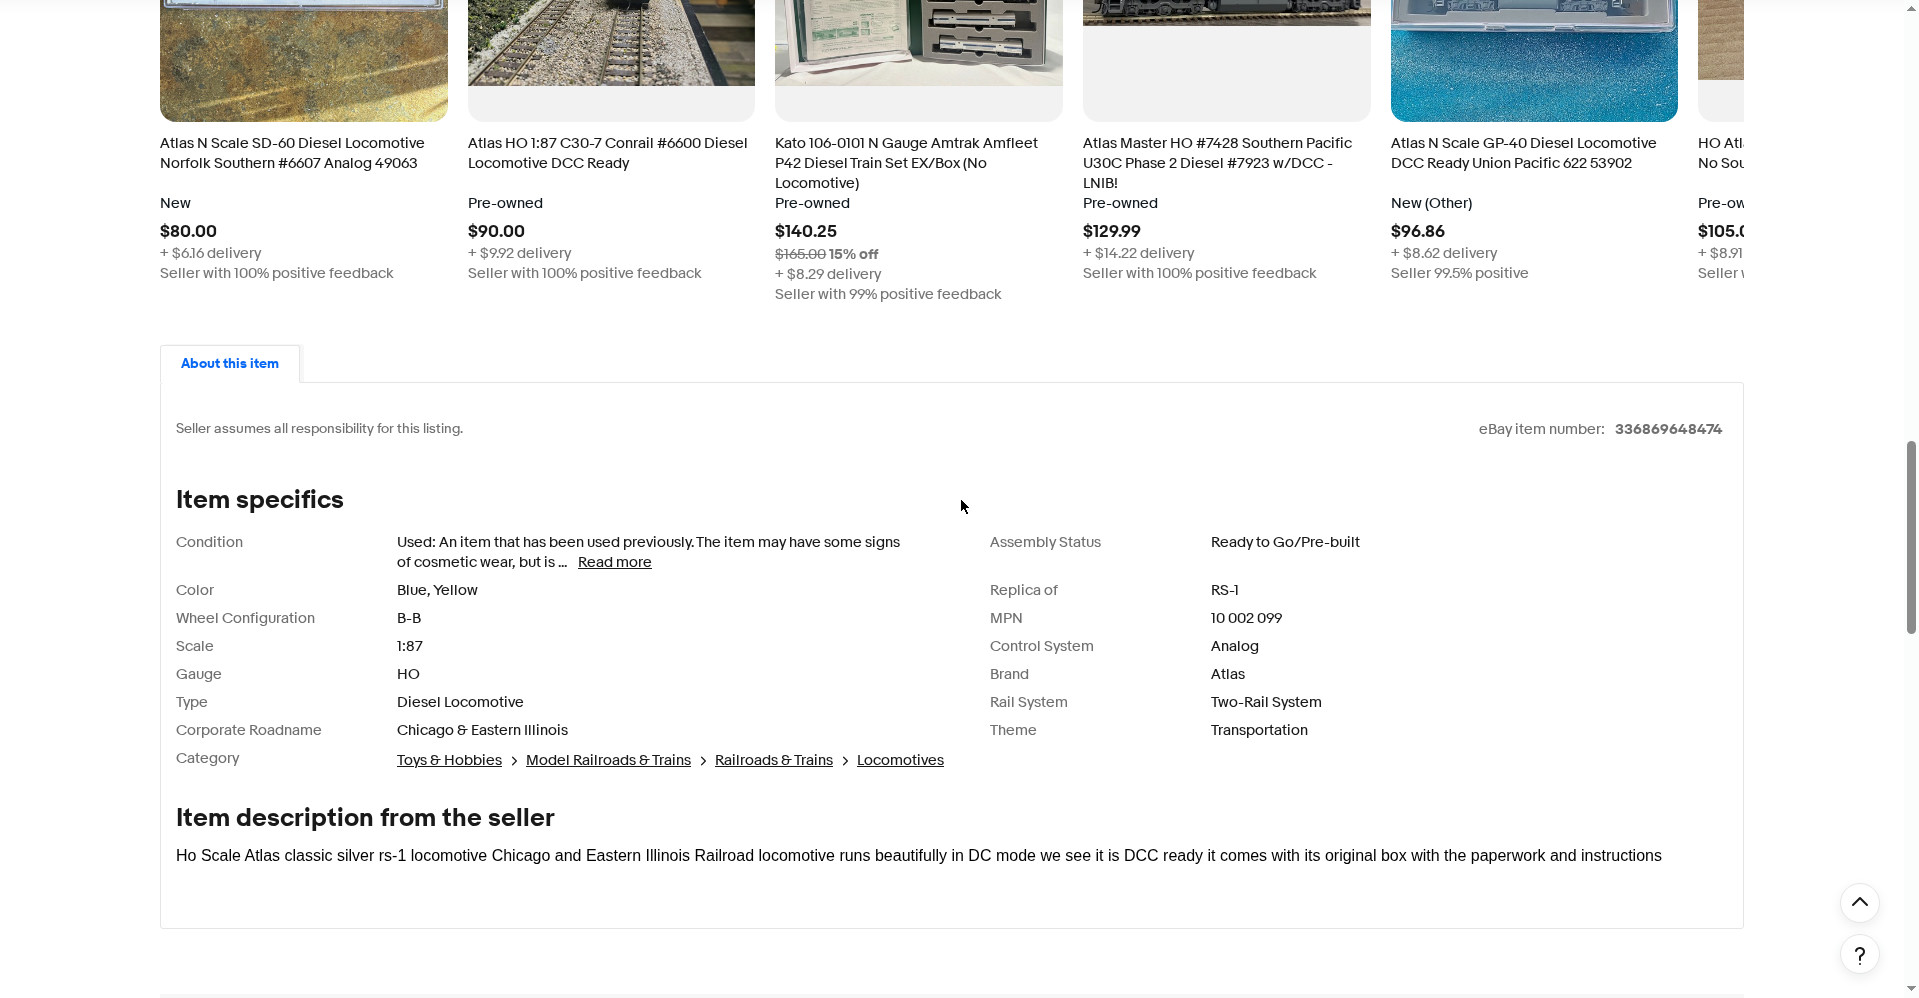 Atlas N Scale SD-60 Diesel Locomotive
Norfolk Southern #6607 Analog 49063
New
$80.00
+ $6.16 delivery
Seller with 100% positive feedback
Atlas HO 1:87 C30-7 Conrail #6600 Diesel
Locomotive DCC Ready
Pre-owned
$90.00
+ $9.92 delivery
Seller with 100% positive feedback
Kato 106-0101 N Gauge Amtrak Amfleet
P42 Diesel Train Set EX/Box (No
Locomotive)
Pre-owned
$140.25
$165.00 15% off
+ $8.29 delivery
Seller with 99% positive feedback
Atlas Master HO #7428 Southern Pacific
U30C Phase 2 Diesel #7923 w/DCC -
LNIB!
Pre-owned
$129.99
+ $14.22 delivery
Seller with 100% positive feedback
Atlas N Scale GP-40 Diesel Locomotive
DCC Ready Union Pacific 622 53902
New (Other)
$96.86
+ $8.62 delivery
Seller 99.5% positive
HO
No
+ $8.91
Seller
About this item
Seller assumes all responsibility for this listing.
eBay item number: 336869648474
Item specifics
Condition
Used: An item that has been used previously. The item may have some signs
of cosmetic wear, but is ... Read more
Assembly Status
Ready to Go/Pre-built
Color
Blue, Yellow
Replica of
RS-1
Wheel Configuration
B-B
MPN
10 002 099
Scale
1:87
Control System
Analog
Gauge
HO
Brand
Atlas
Type
Diesel Locomotive
Rail System
Two-Rail System
Corporate Roadname
Chicago & Eastern Illinois
Theme
Transportation
Category
Toys & Hobbies > Model Railroads & Trains > Railroads & Trains > Locomotives
Item description from the seller
Ho Scale Atlas classic silver rs-1 locomotive Chicago and Eastern Illinois Railroad locomotive runs beautifully in DC mode we see it is DCC ready it comes with its original box with the paperwork and instructions
?